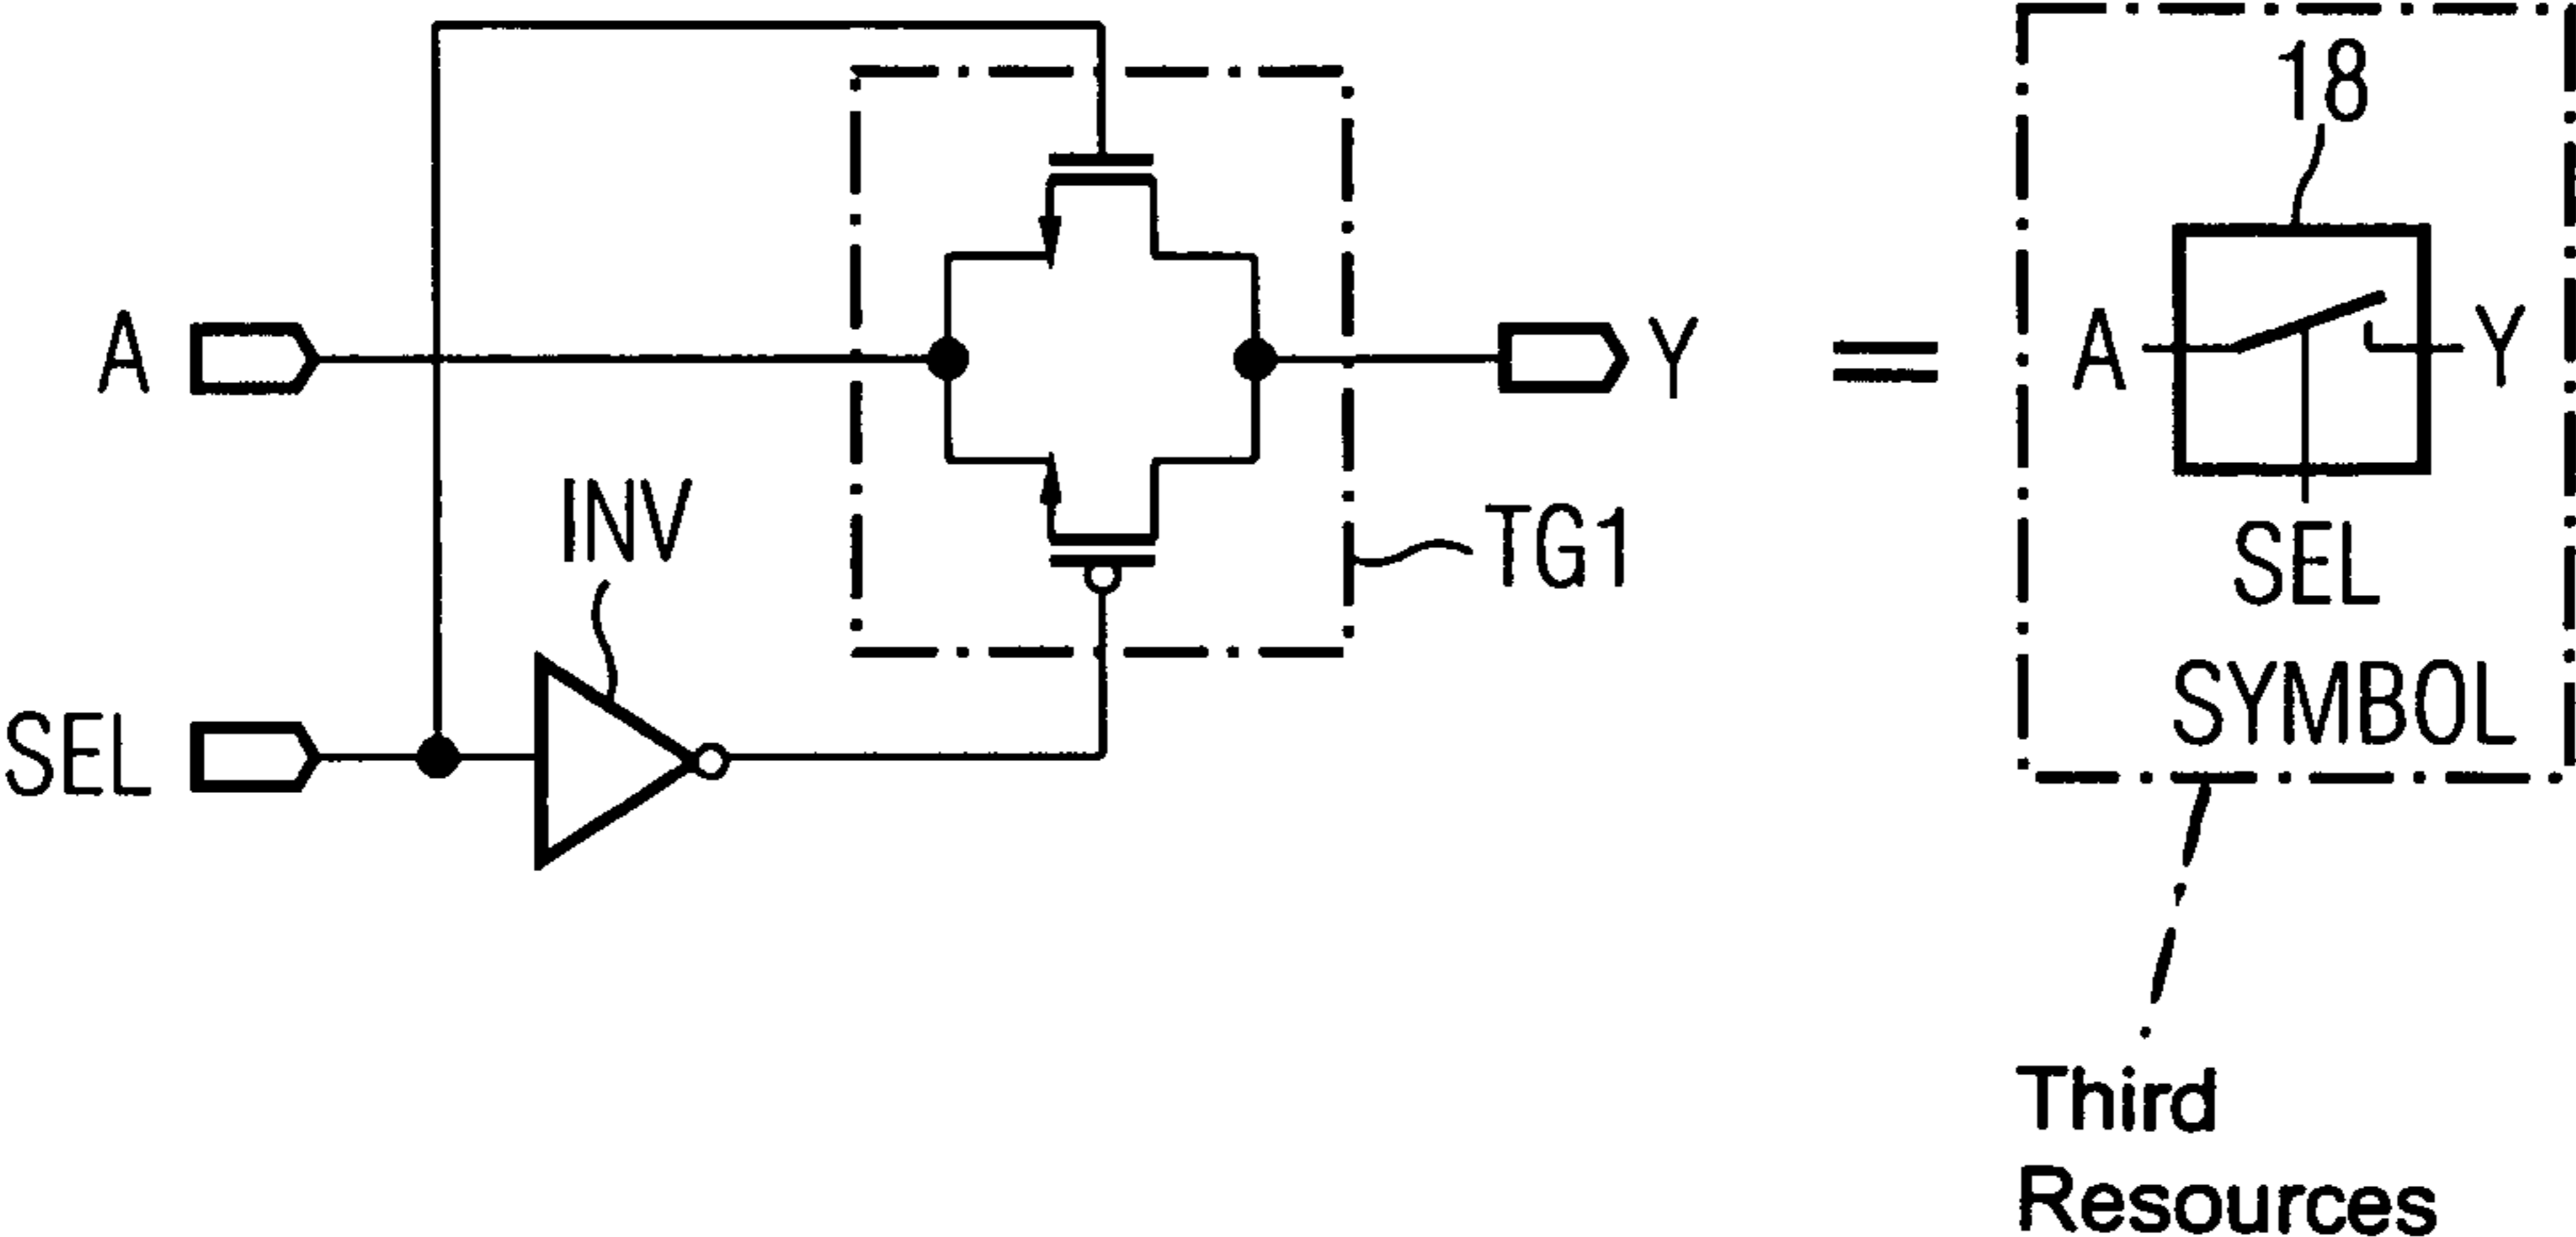 18
A
Y
=
A
Y
INV
TG1
SEL
SEL
SYMBOL
Third
Resources